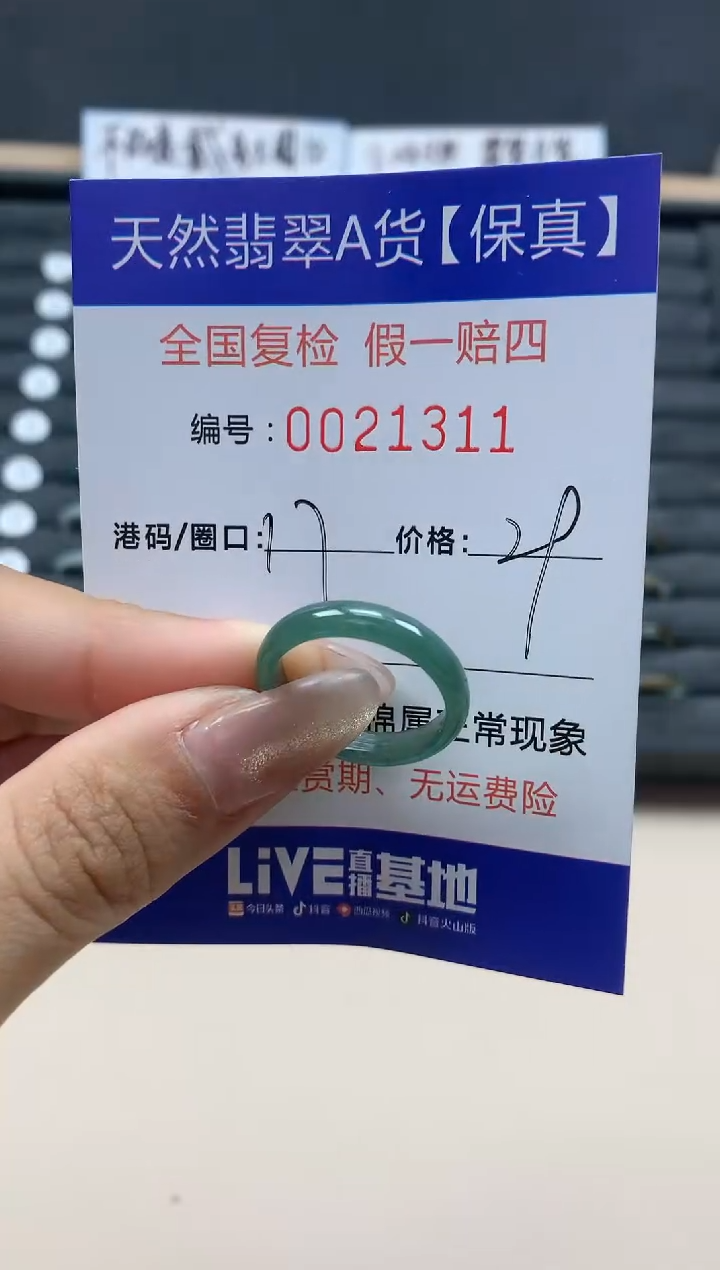 天然翡翠A货【保真】
全国复检 假一赔四
编号:0021311
港码/圈口:17 价格:29
棉属正常现象
赏期、无运费险
LiVE直播基地
今日头条 抖音 西瓜视频 抖音火山版